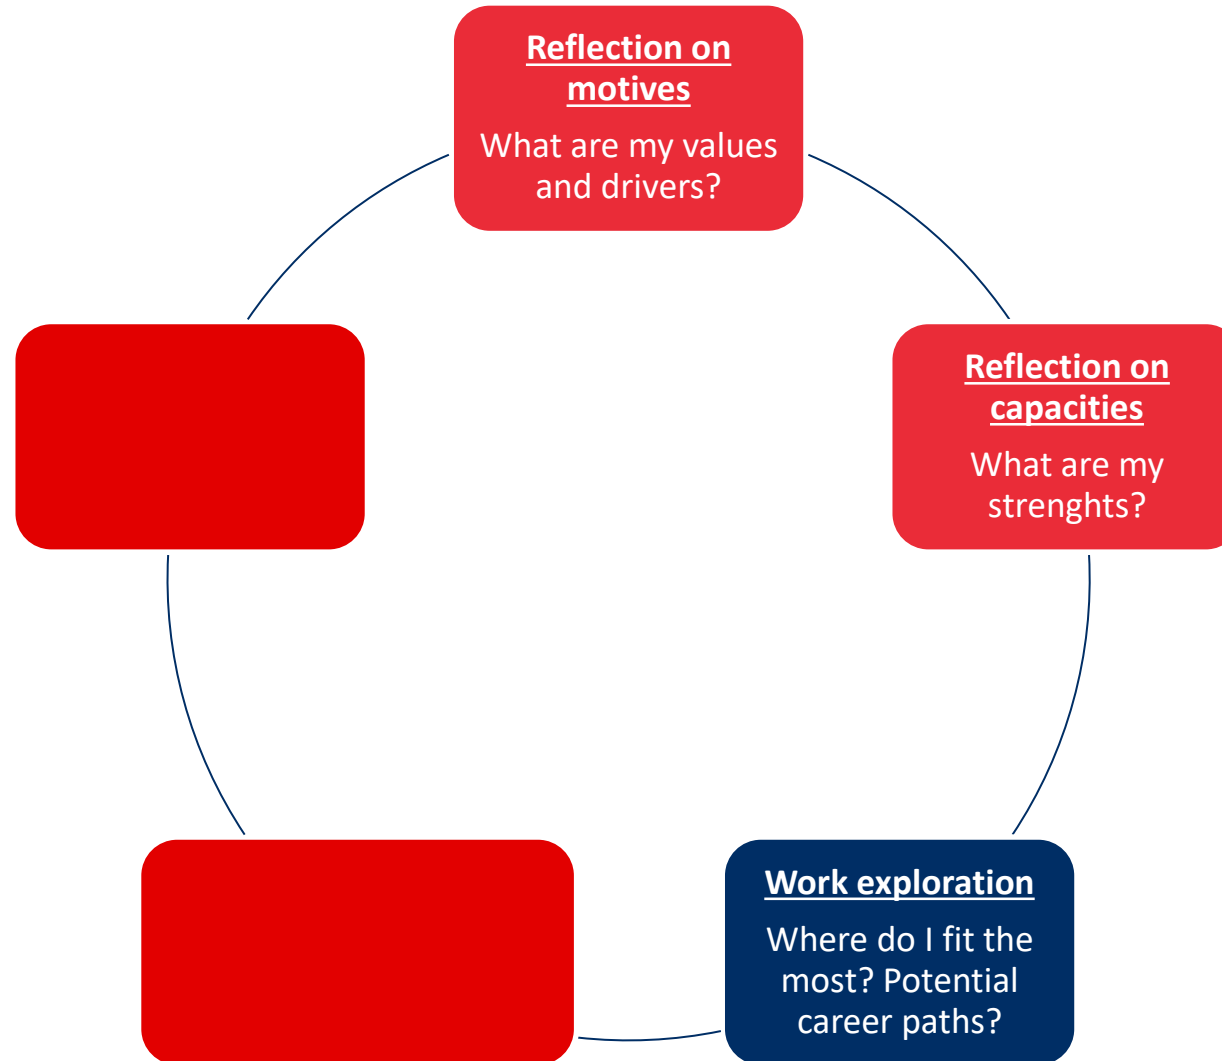 Reflection on
motives
What are my values
and drivers?
Reflection on
capacities
What are my
strenghts?
Work exploration
Where do I fit the
most? Potential
career paths?